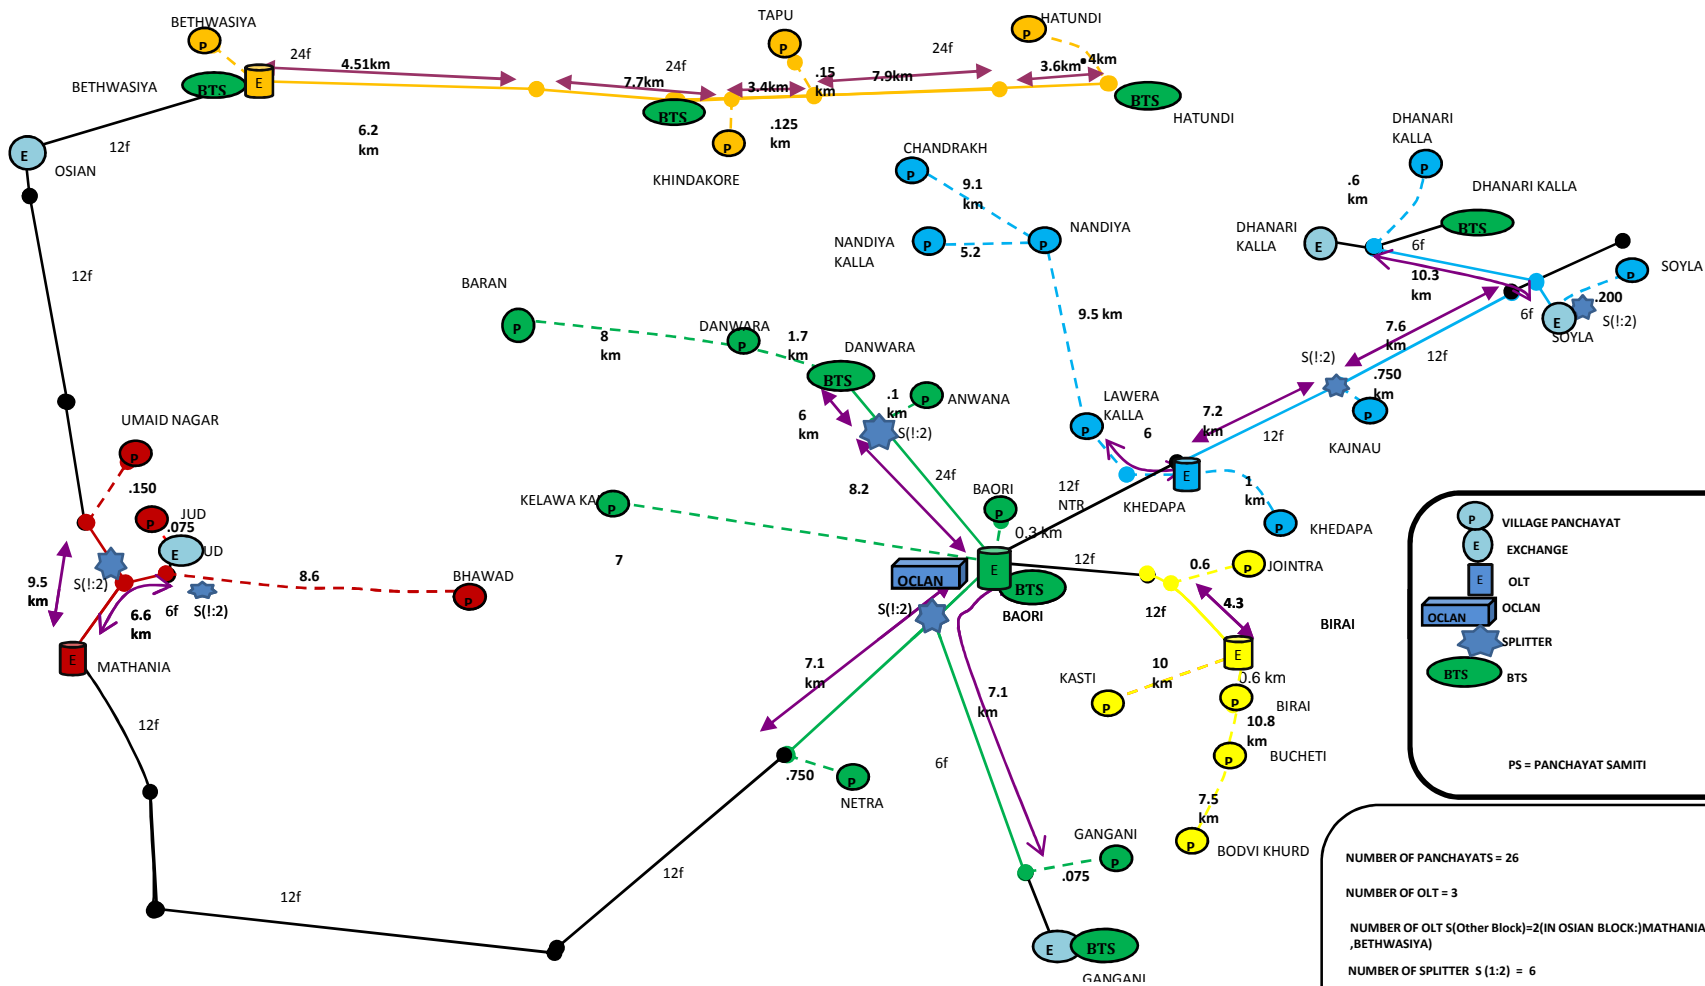 BETHWASIYA
P
TAPU
P
HATUNDI
P
24f
4.51km
24f
7.7km
3.4km
.15
km
7.9km
24f
3.6km
.4km
BETHWASIYA
BTS
E
BTS
BTS
HATUNDI
6.2
km
.125
km
P
KHINDAKORE
12f
E
OSIAN
12f
CHANDRAKH
P
9.1
km
NANDIYA
KALLA
P
5.2
P
NANDIYA
9.5 km
DHANARI
KALLA
P
.6
km
DHANARI KALLA
BTS
DHANARI
KALLA
E
6f
10.3
km
SOYLA
P
.200
S(!:2)
6f
E
SOYLA
7.6
km
12f
S(!:2)
.750
km
P
KAJNAU
7.2
km
12f
BARAN
P
8
km
DANWARA
P
1.7
km
DANWARA
BTS
6
km
.1
km
P
ANWANA
S(!:2)
8.2
24f
LAWERA
KALLA
P
6
12f
NTR
E
KHEDAPA
1
km
P
KHEDAPA
UMAID NAGAR
P
.150
JUD
P
.075
E
UD
S(!:2)
9.5
km
6.6
km
6f
S(!:2)
8.6
BHAWAD
P
E
MATHANIA
12f
12f
12f
KELAWA KA
P
7
BAORI
P
0.3 km
OCLAN
E
BTS
BAORI
S(!:2)
12f
0.6
P
JOINTRA
4.3
12f
BIRAI
E
0.6 km
KASTI
P
10
km
P
BIRAI
10.8
km
P
BUCHETI
7.5
km
P
BODVI KHURD
7.1
km
7.1
km
6f
.750
P
NETRA
GANGANI
P
.075
E
BTS
GANGANI
P
VILLAGE PANCHAYAT
E
EXCHANGE
E
OLT
OCLAN
OCLAN
SPLITTER
BTS
BTS
PS = PANCHAYAT SAMITI
NUMBER OF PANCHAYATS = 26
NUMBER OF OLT = 3
NUMBER OF OLT S(Other Block)=2(IN OSIAN BLOCK:)MATHANIA
,BETHWASIYA)
NUMBER OF SPLITTER S (1:2) = 6